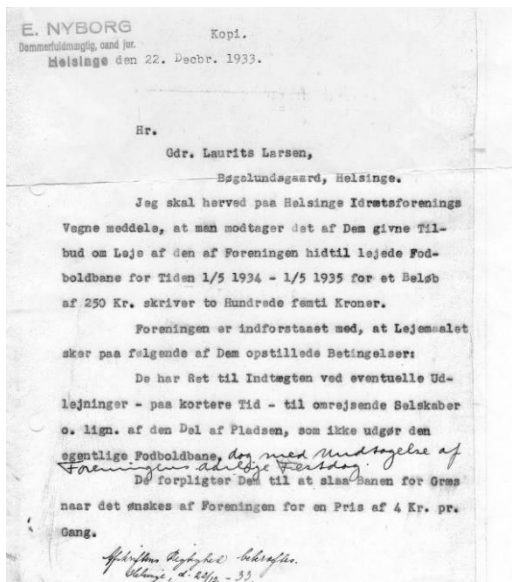 E. NYBORG
Dommerfuldmægtig, cand jur.
Kopi.
Helsinge den 22. Decbr. 1933.
Hr.
Gdr. Laurits Larsen,
Bøgelundsgaard, Helsinge.
Jeg skal herved paa Helsinge Idrætsforenings
Vegne meddele, at man modtager det af Dem givne Til-
bud om Leje af den af Foreningen hidtil lejede Fod-
boldbane for Tiden 1/5 1934 - 1/5 1935 for et Beløb
af 250 Kr. skriver to Hundrede femti Kroner.
Foreningen er indforstaaet med, at Lejemaalet
sker paa følgende af Dem opstillede Betingelser:
De har Ret til Indtægten ved eventuelle Ud-
lejninger - paa kortere Tid - til omrejsende Selskaber
o. lign. af den Del af Pladsen, som ikke udgør den
egentlige Fodboldbane, dog med Undtagelse af
Foreningens aarlige Festdag.
De forpligter Dem til at slaa Banen for Græs
naar det ønskes af Foreningen for en Pris af 4 Kr. pr.
Gang.
Afskriftens Rigtighed bekræftes.
Helsinge, d. 22/12 - 33.